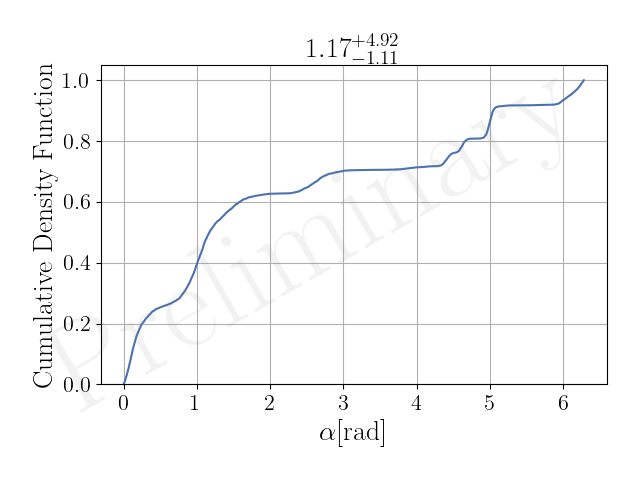 1.17^{+4.92}_{-1.11}
Cumulative Density Function
1.0
0.8
0.6
0.4
0.2
0.0
0 1 2 3 4 5 6
α[rad]
Preliminary